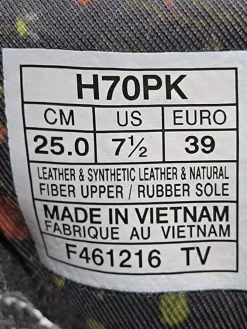 H70PK
CM US EURO
25.0 7½ 39
LEATHER & SYNTHETIC LEATHER & NATURAL
FIBER UPPER / RUBBER SOLE
MADE IN VIETNAM
FABRIQUE AU VIETNAM
F461216 TV